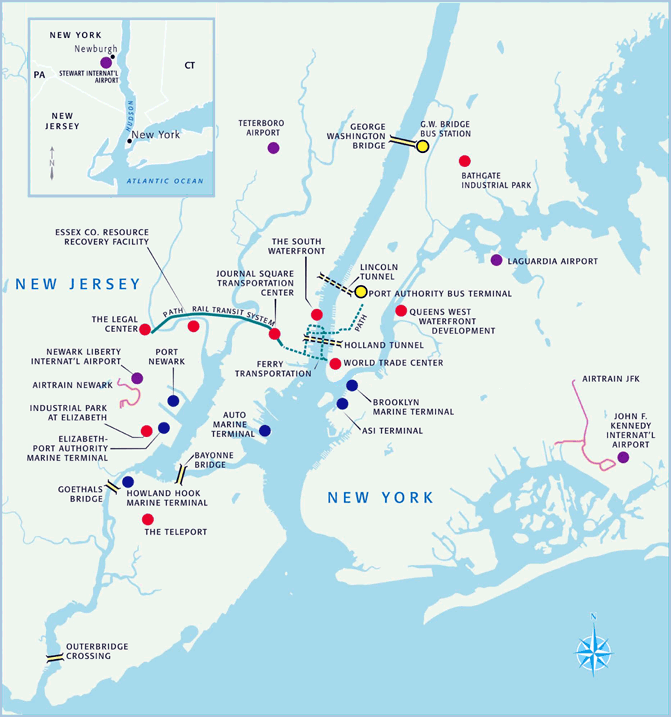 NEW YORK
Newburgh
STEWART INTERNAT'L
AIRPORT
PA
CT
NEW
JERSEY
HUDSON
New York
N
ATLANTIC OCEAN
TETERBORO
AIRPORT
GEORGE
WASHINGTON
BRIDGE
G.W. BRIDGE
BUS STATION
BATHGATE
INDUSTRIAL PARK
ESSEX CO. RESOURCE
RECOVERY FACILITY
THE SOUTH
WATERFRONT
LINCOLN
TUNNEL
LAGUARDIA AIRPORT
NEW JERSEY
JOURNAL SQUARE
TRANSPORTATION
CENTER
PORT AUTHORITY BUS TERMINAL
PATH RAIL TRANSIT SYSTEM
PATH
THE LEGAL
CENTER
QUEENS WEST
WATERFRONT
DEVELOPMENT
HOLLAND TUNNEL
NEWARK LIBERTY
INTERNAT'L AIRPORT
PORT
NEWARK
FERRY
TRANSPORTATION
WORLD TRADE CENTER
AIRTRAIN NEWARK
AIRTRAIN JFK
BROOKLYN
MARINE TERMINAL
INDUSTRIAL PARK
AT ELIZABETH
AUTO
MARINE
TERMINAL
ASI TERMINAL
JOHN F.
KENNEDY
INTERNAT'L
AIRPORT
ELIZABETH-
PORT AUTHORITY
MARINE TERMINAL
BAYONNE
BRIDGE
GOETHALS
BRIDGE
HOWLAND HOOK
MARINE TERMINAL
NEW YORK
THE TELEPORT
N
OUTERBRIDGE
CROSSING